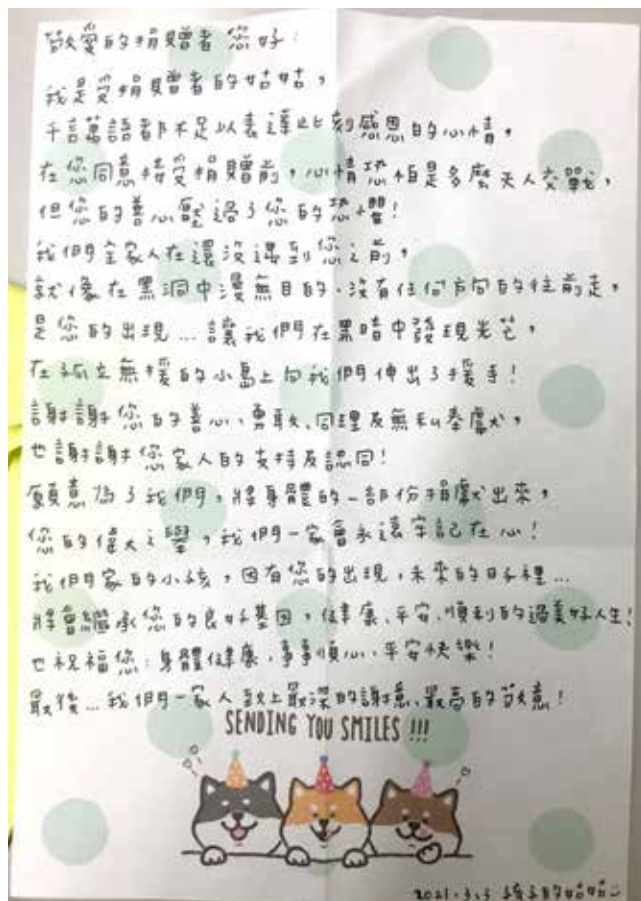 敬愛的捐贈者 您好:
我是受捐贈者的姑姑,
千言萬語都不足以表達此刻感恩的心情,
在您同意接受捐贈前,心情恐怕是多麼天人交戰,
但您的善心戰過了您的恐懼!
我們全家人在還沒遇到您之前,
就像在黑洞中漫無目的、沒有任何方向的往前走,
是您的出現...讓我們在黑暗中發現光芒,
在孤立無援的小島上向我們伸出了援手!
謝謝您的善心、勇敢、同理及無私奉獻,
也謝謝您家人的支持及認同!
願意為了我們,將身體的一部份捐獻出來,
您的偉大之舉,我們一家會永遠牢記在心!
我們家的小孩,因有您的出現,未來的日子裡...
將會繼承您的良好基因,健康、平安、順利的過美好人生!
也祝福您:身體健康、事事順心、平安快樂!
最後...我們一家人致上最深的謝意、最高的敬意!
SENDING YOU SMILES !!!
2021.3.3 孩子的姑姑